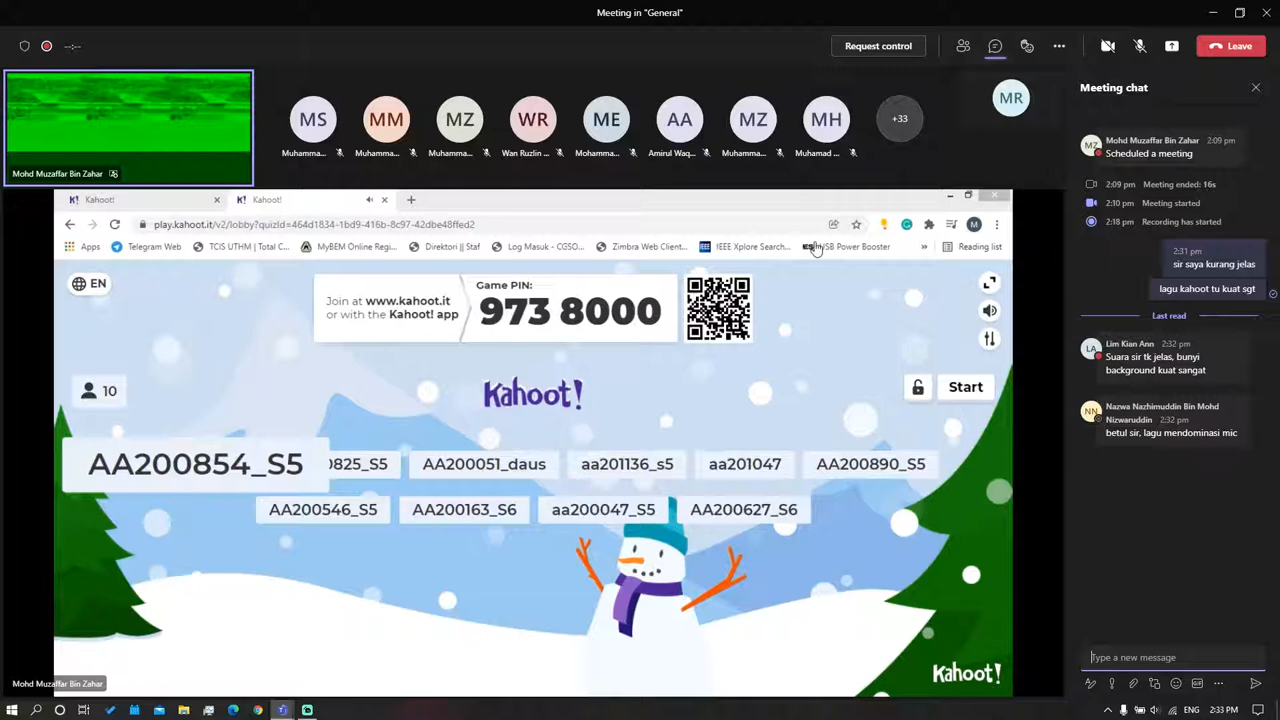 Meeting in "General"
--:--
Request control
Leave
MS
MM
MZ
WR
ME
AA
MZ
MH
+33
MR
Muhamma...
Muhamma...
Muhamma...
Wan Ruzlin ...
Mohamma...
Amirul Waq...
Muhamma...
Muhamad ...
Mohd Muzaffar Bin Zahar
Kahoot!
Kahoot!
play.kahoot.it/v2/lobby?quizId=464d1834-1bd9-416b-8c97-42dbe48ffed2
M
Apps
Telegram Web
TCIS UTHM | Total C...
MyBEM Online Regi...
Direktori || Staf
Log Masuk - CGSO...
Zimbra Web Client...
IEEE Xplore Search...
USB Power Booster
»
Reading list
EN
Join at www.kahoot.it
or with the Kahoot! app
Game PIN:
973 8000
10
Kahoot!
Start
AA200854_S5
0825_S5
AA200051_daus
aa201136_s5
aa201047
AA200890_S5
AA200546_S5
AA200163_S6
aa200047_S5
AA200627_S6
Kahoot!
Mohd Muzaffar Bin Zahar
Meeting chat
MZ
Mohd Muzaffar Bin Zahar 2:09 pm
Scheduled a meeting
2:09 pm Meeting ended: 16s
2:10 pm Meeting started
2:18 pm Recording has started
2:31 pm
sir saya kurang jelas
lagu kahoot tu kuat sgt
Last read
LA
Lim Kian Ann 2:32 pm
Suara sir tk jelas, bunyi
background kuat sangat
NN
Nazwa Nazhimuddin Bin Mohd
Nizwaruddin 2:32 pm
betul sir, lagu mendominasi mic
Type a new message
GIF
ENG
2:33 PM